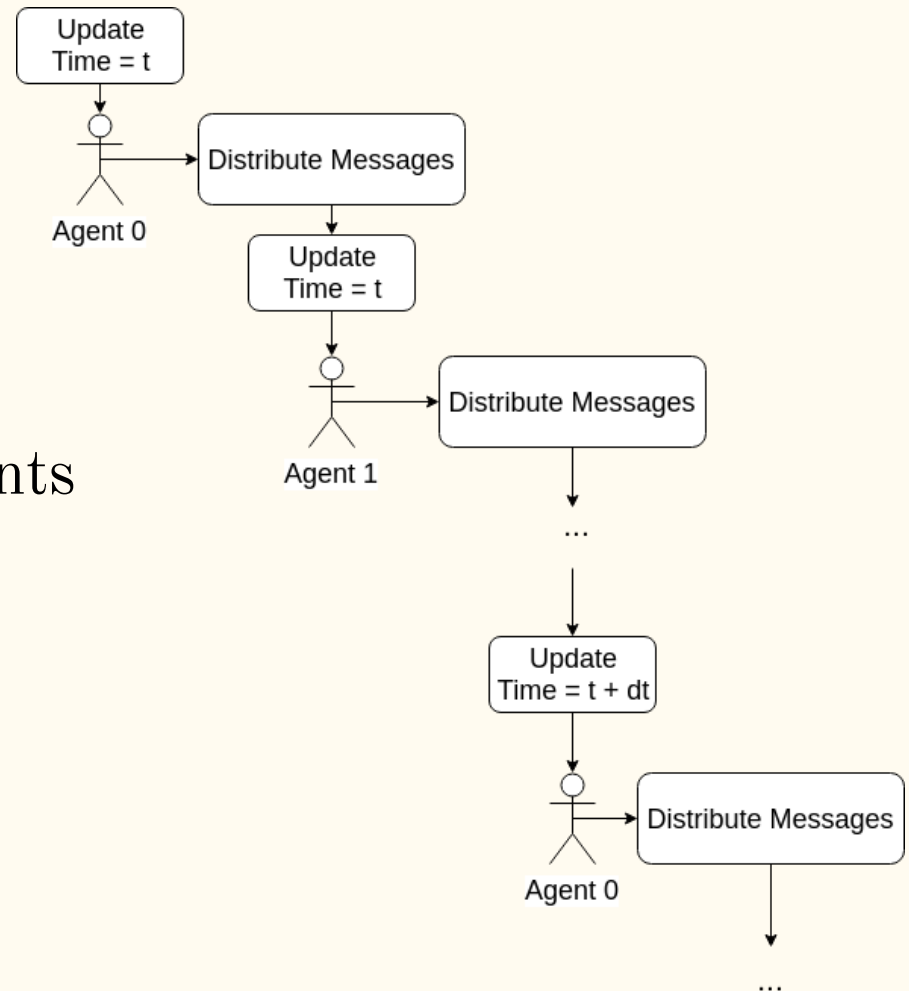 Update
Time = t
Distribute Messages
Agent 0
Update
Time = t
Distribute Messages
Agent 1
nts
...
Update
Time = t + dt
Distribute Messages
Agent 0
...